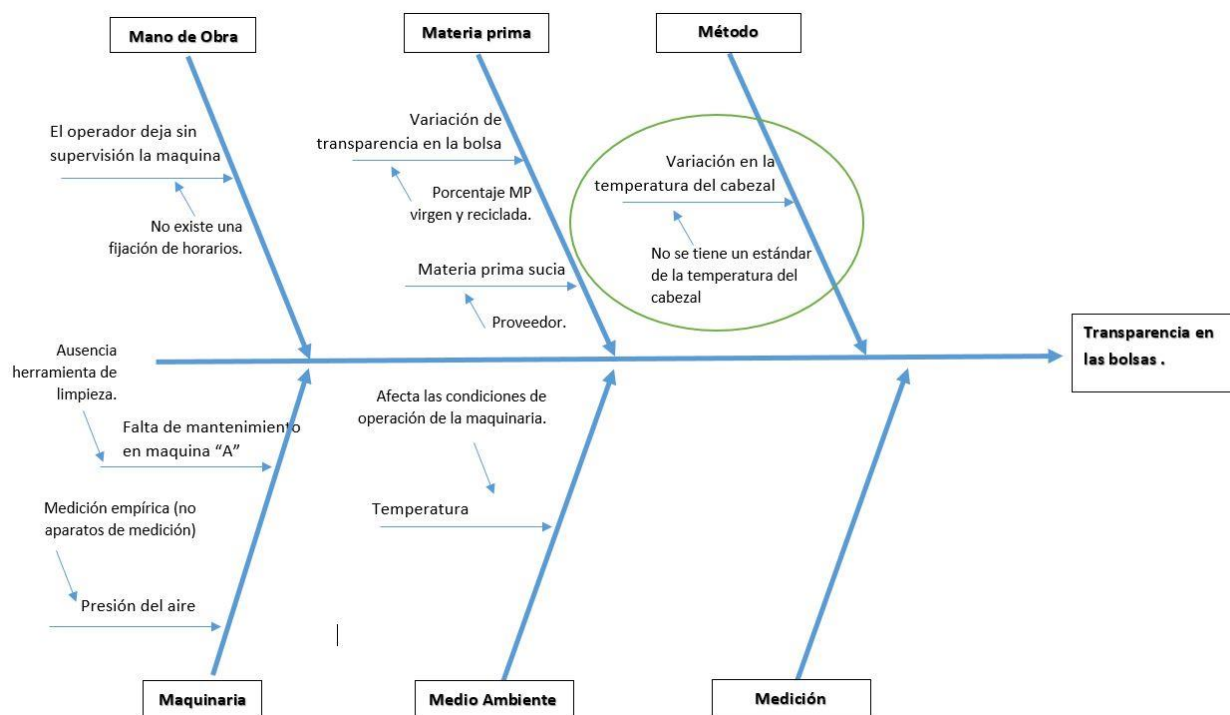 Mano de Obra
Materia prima
Método
El operador deja sin
supervisión la maquina
No existe una
fijación de horarios.
Variación de
transparencia en la bolsa
Porcentaje MP
virgen y reciclada.
Materia prima sucia
Proveedor.
Variación en la
temperatura del cabezal
No se tiene un estándar
de la temperatura del
cabezal
Transparencia en
las bolsas .
Ausencia
herramienta de
limpieza.
Falta de mantenimiento
en maquina “A”
Medición empírica (no
aparatos de medición)
Presión del aire
Afecta las condiciones de
operación de la maquinaria.
Temperatura
Maquinaria
Medio Ambiente
Medición